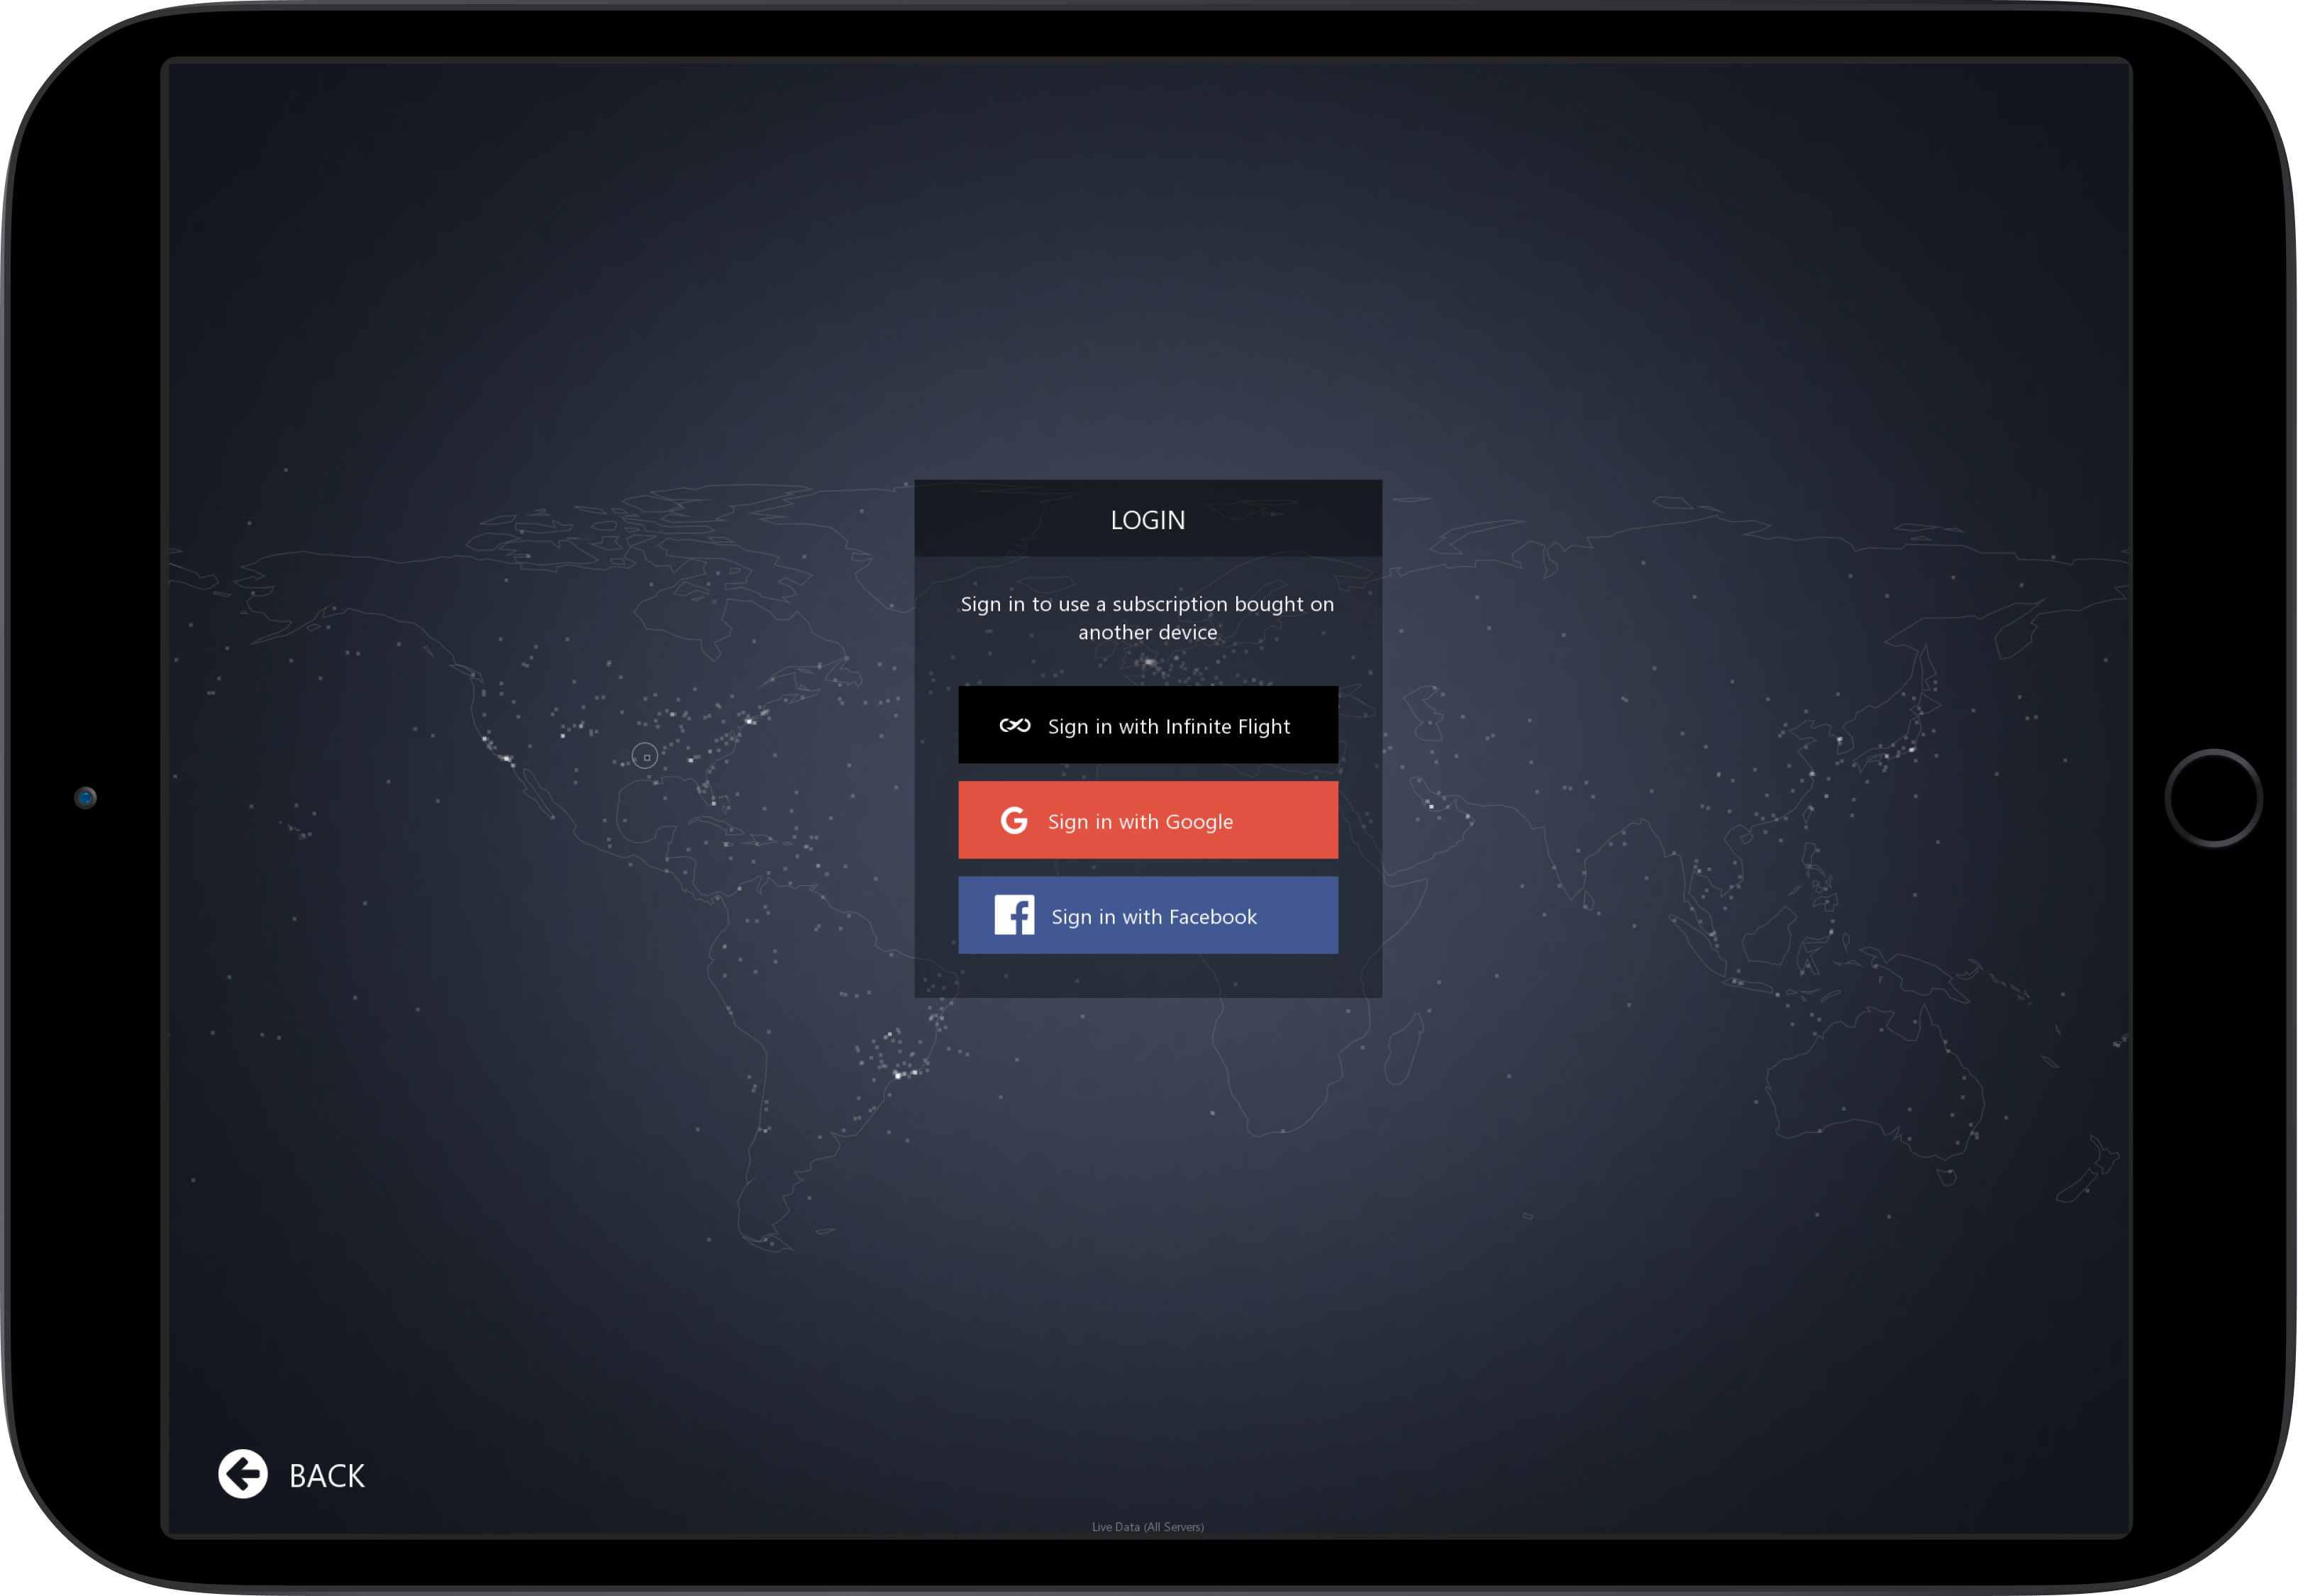 LOGIN
Sign in to use a subscription bought on
another device
Sign in with Infinite Flight
Sign in with Google
Sign in with Facebook
BACK
Live Data (All Servers)